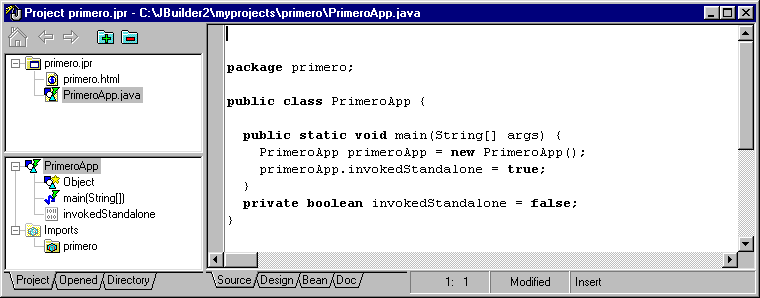 Project primero.jpr - C:\JBuilder2\myprojects\primero\PrimeroApp.java
primero.jpr
primero.html
PrimeroApp.java
PrimeroApp
Object
main(String[])
invokedStandalone
Imports
primero
Project Opened Directory
package primero;
public class PrimeroApp {
public static void main(String[] args) {
PrimeroApp primeroApp = new PrimeroApp();
primeroApp.invokedStandalone = true;
}
private boolean invokedStandalone = false;
}
Source Design Bean Doc
1: 1 Modified Insert